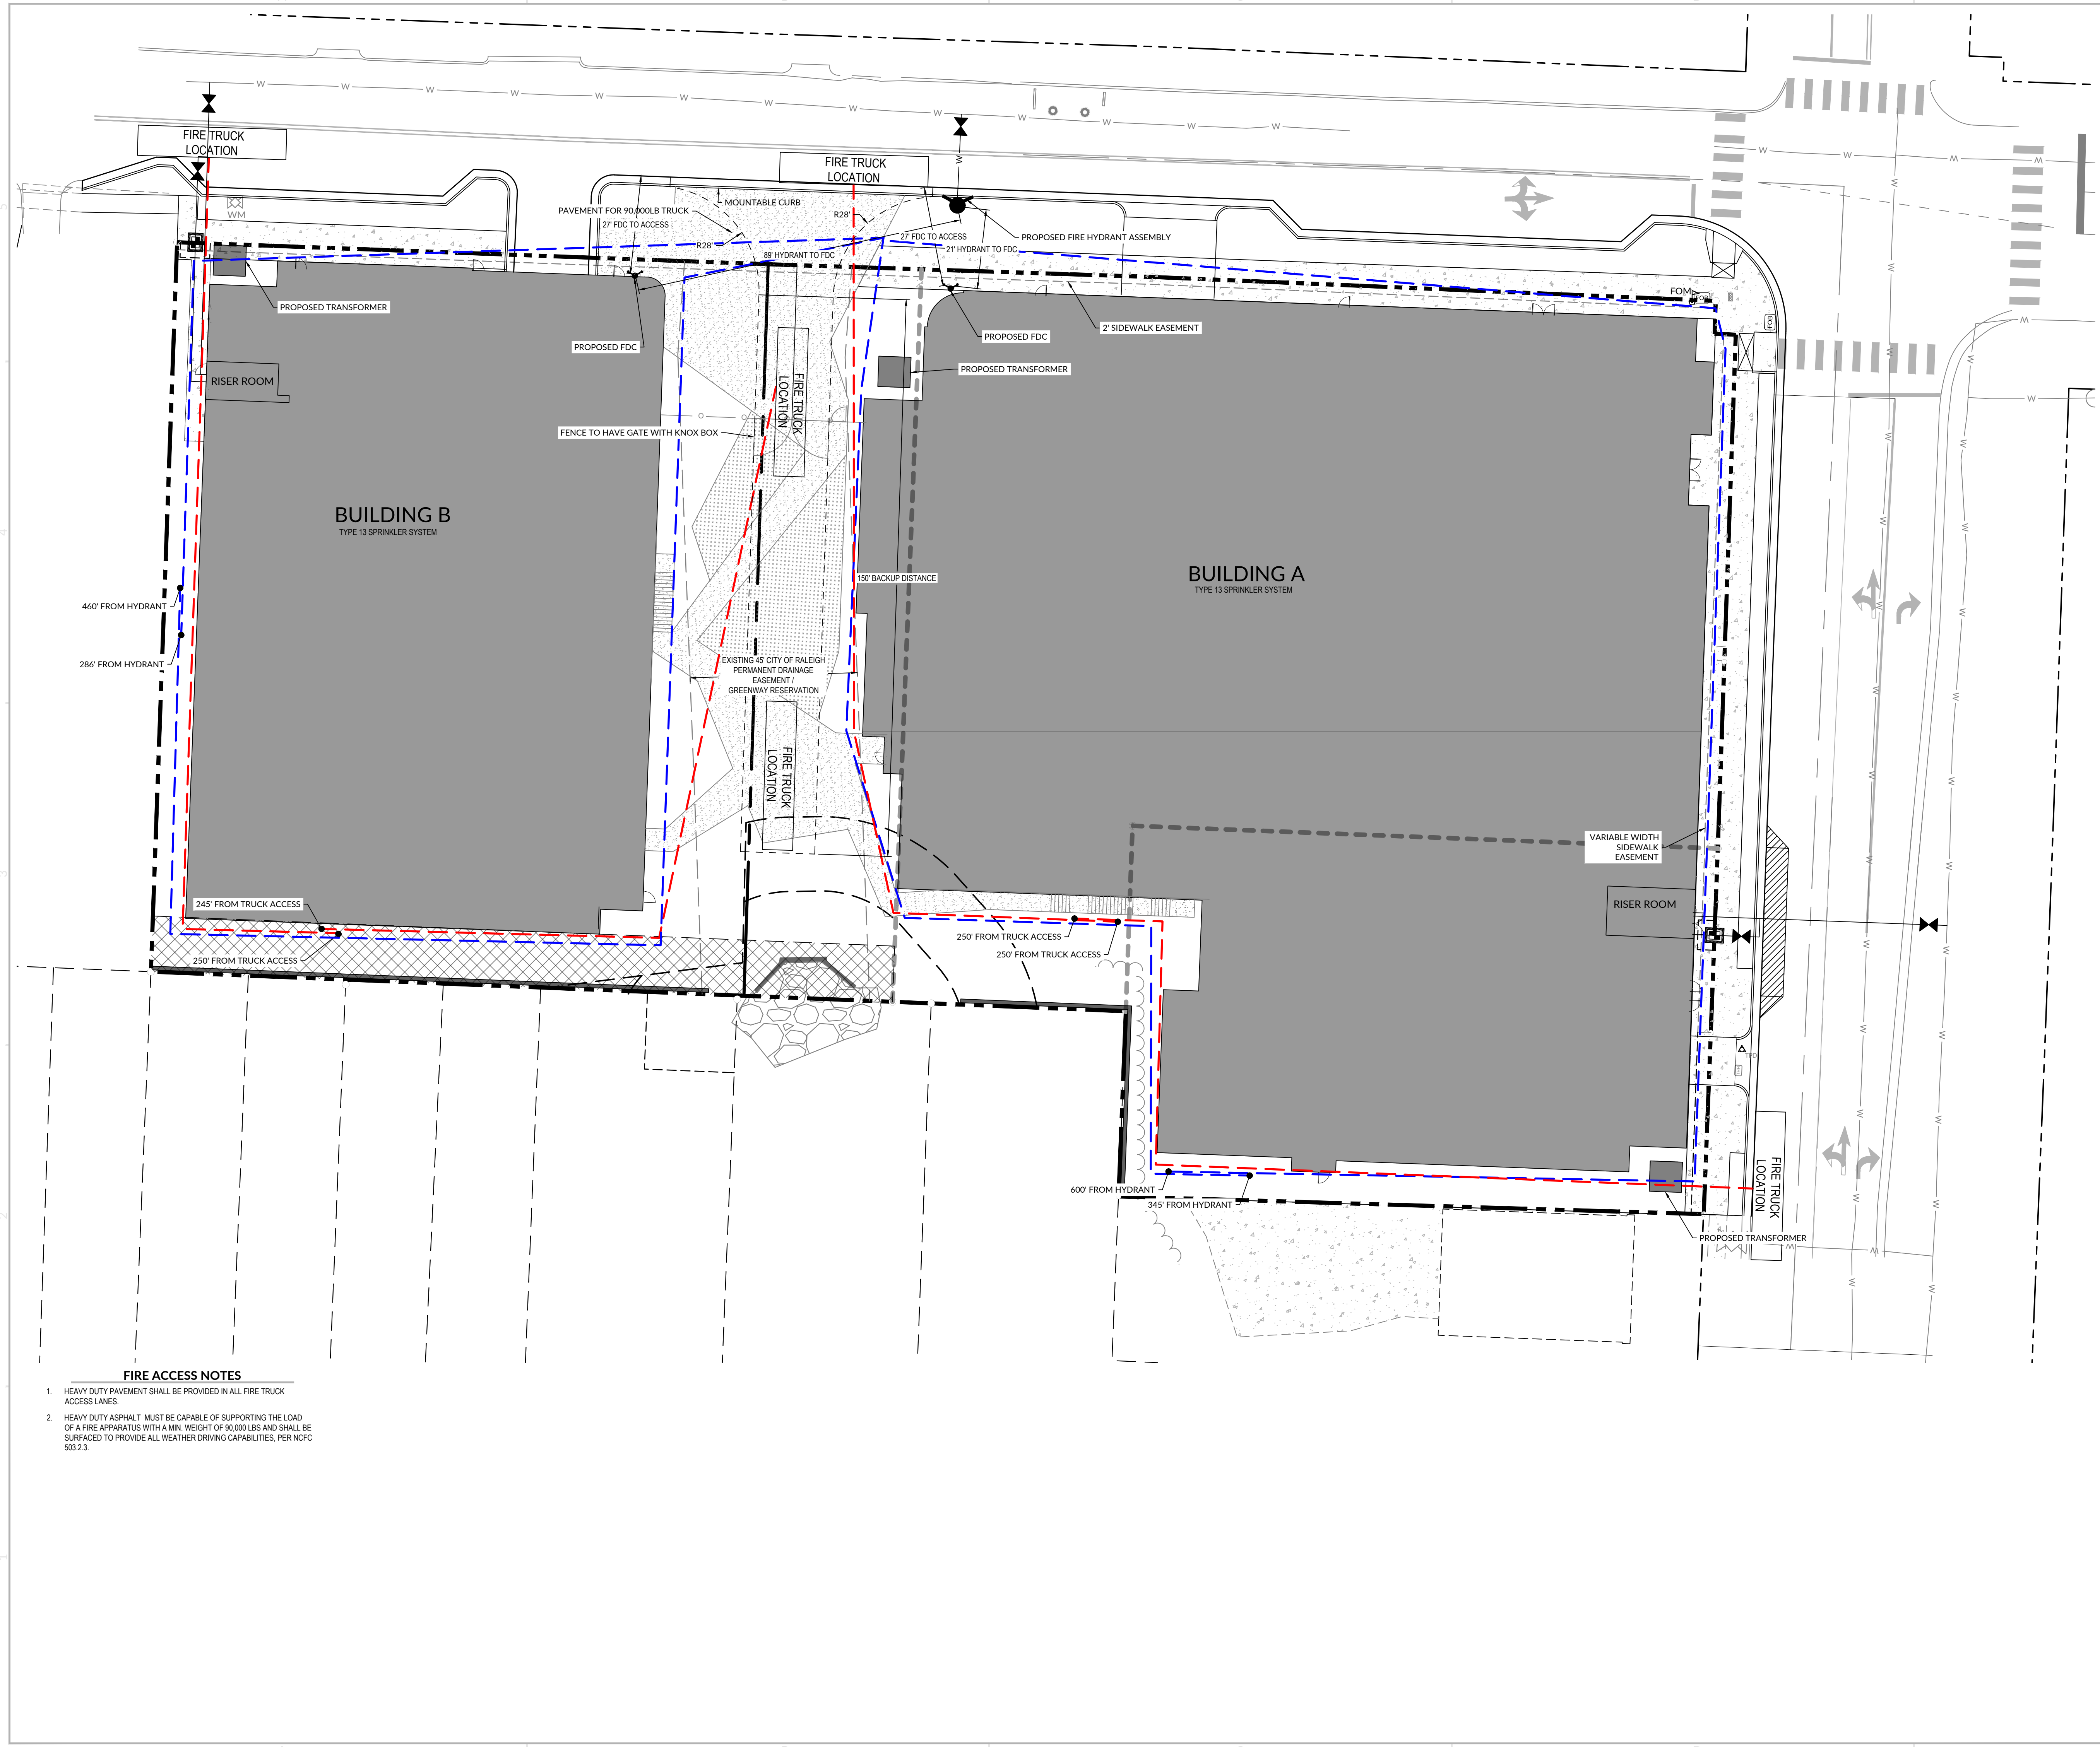 FIRE TRUCK
LOCATION
FIRE TRUCK
LOCATION
WM
MOUNTABLE CURB
PAVEMENT FOR 90,000LB TRUCK
27' FDC TO ACCESS
R28'
R28'
27' FDC TO ACCESS
PROPOSED FIRE HYDRANT ASSEMBLY
21' HYDRANT TO FDC
89' HYDRANT TO FDC
FOM
PROPOSED TRANSFORMER
PROPOSED FDC
PROPOSED FDC
2' SIDEWALK EASEMENT
PROPOSED TRANSFORMER
RISER ROOM
FIRE TRUCK
LOCATION
FENCE TO HAVE GATE WITH KNOX BOX
BUILDING B
TYPE 13 SPRINKLER SYSTEM
150' BACKUP DISTANCE
BUILDING A
TYPE 13 SPRINKLER SYSTEM
460' FROM HYDRANT
286' FROM HYDRANT
EXISTING 45' CITY OF RALEIGH
PERMANENT DRAINAGE
EASEMENT /
GREENWAY RESERVATION
FIRE TRUCK
LOCATION
VARIABLE WIDTH
SIDEWALK
EASEMENT
245' FROM TRUCK ACCESS
250' FROM TRUCK ACCESS
RISER ROOM
250' FROM TRUCK ACCESS
250' FROM TRUCK ACCESS
600' FROM HYDRANT
345' FROM HYDRANT
FIRE TRUCK
LOCATION
PROPOSED TRANSFORMER
FIRE ACCESS NOTES
1. HEAVY DUTY PAVEMENT SHALL BE PROVIDED IN ALL FIRE TRUCK
ACCESS LANES.
2. HEAVY DUTY ASPHALT MUST BE CAPABLE OF SUPPORTING THE LOAD
OF A FIRE APPARATUS WITH A MIN. WEIGHT OF 90,000 LBS AND SHALL BE
SURFACED TO PROVIDE ALL WEATHER DRIVING CAPABILITIES, PER NCFC
503.2.3.